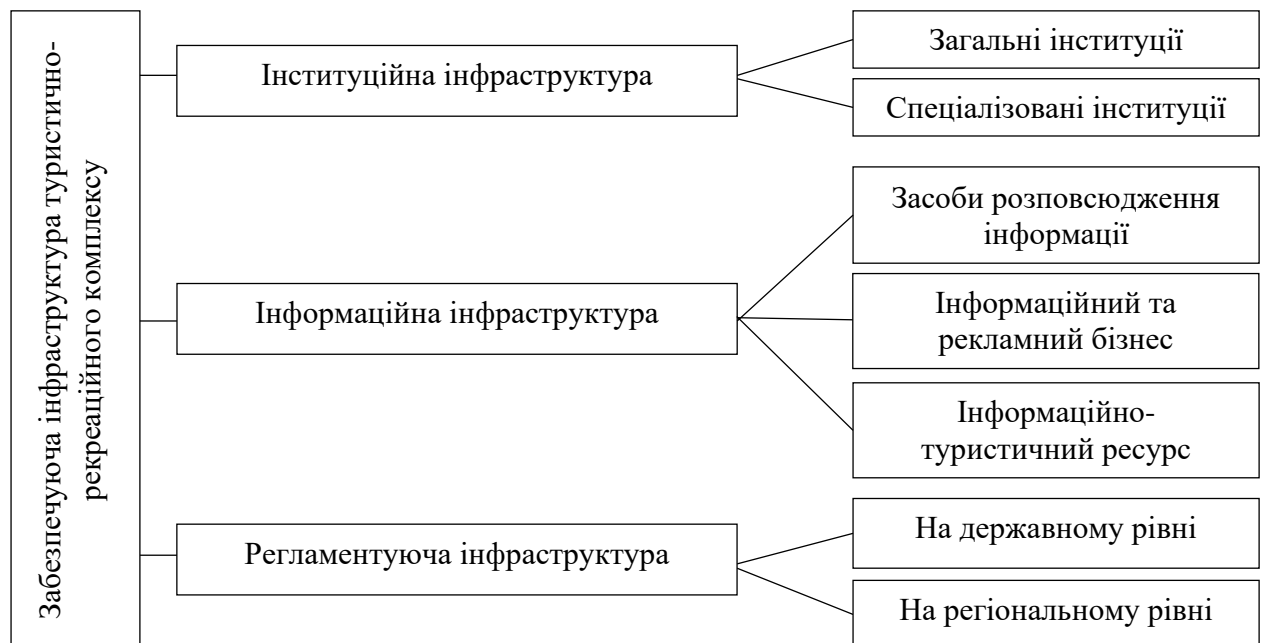 Забезпечуюча інфраструктура туристично-
рекреаційного комплексу
Інституційна інфраструктура
Загальні інституції
Спеціалізовані інституції
Інформаційна інфраструктура
Засоби розповсюдження
інформації
Інформаційний та
рекламний бізнес
Інформаційно-
туристичний ресурс
Регламентуюча інфраструктура
На державному рівні
На регіональному рівні